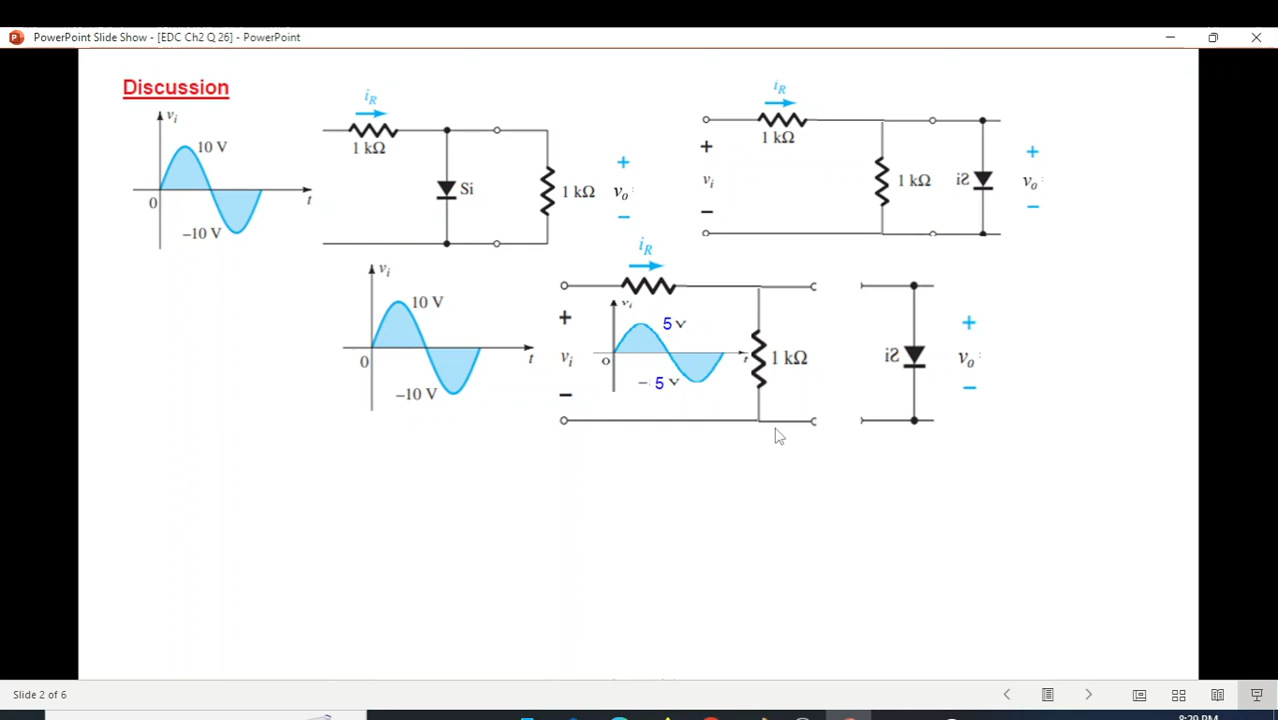 PowerPoint Slide Show - [EDC Ch2 Q 26] - PowerPoint
Discussion
vi
10 V
0
t
−10 V
iR
1 kΩ
Si
1 kΩ
+
vo
−
iR
1 kΩ
+
vi
−
1 kΩ
Si
+
vo
−
vi
10 V
0
t
−10 V
iR
+
vi
−
vi
5 V
0
t
− 5 V
1 kΩ
Si
+
vo
−
Slide 2 of 6